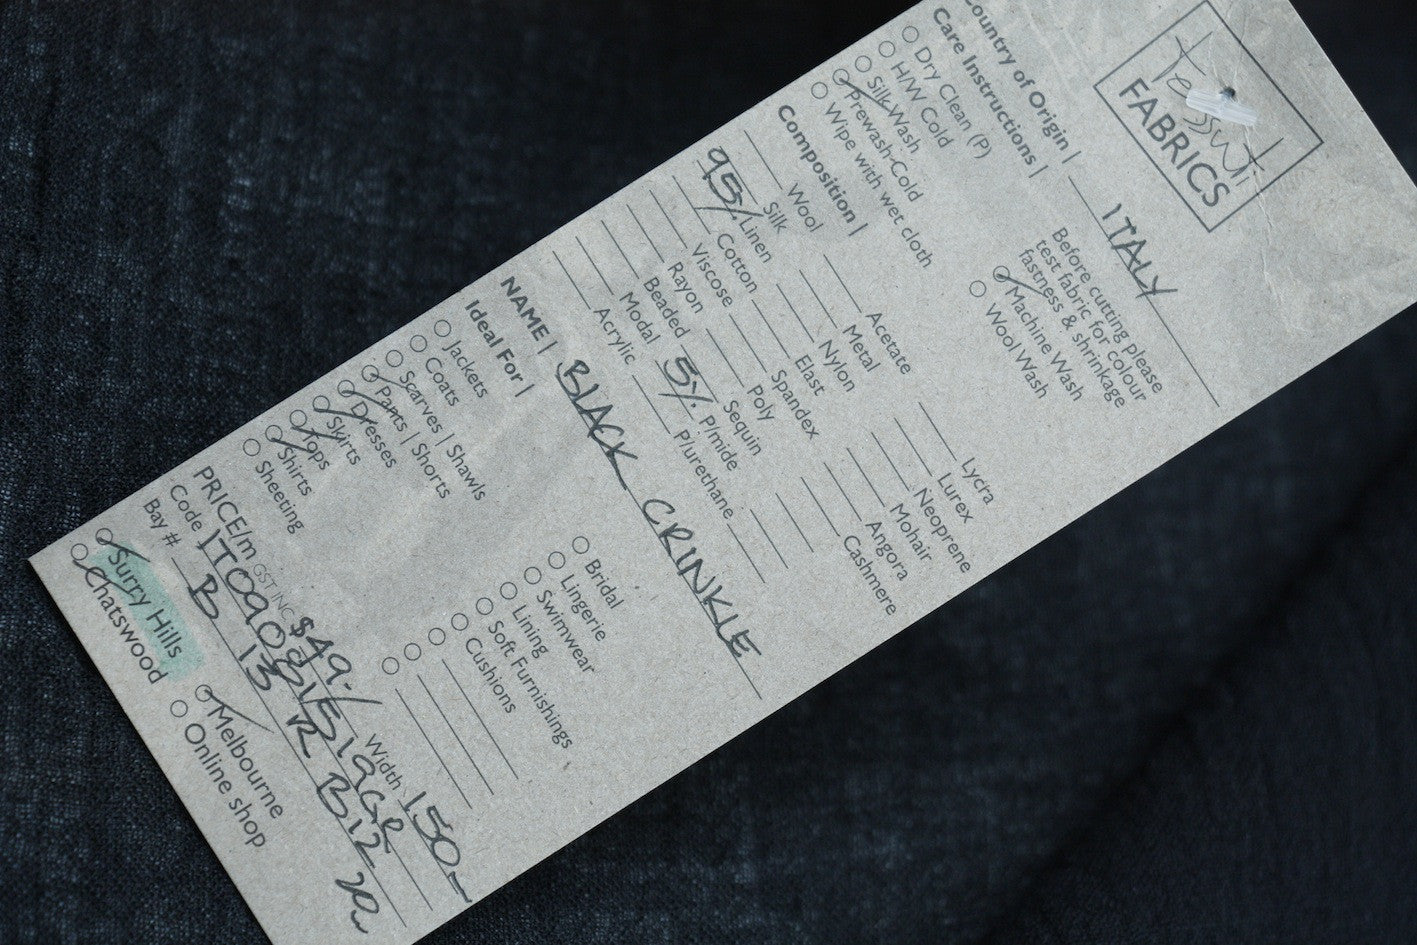 Tessuti
FABRICS
Country of Origin | ITALY
Care Instructions |
Dry Clean (P)
H/W Cold
Silk Wash
Prewash-Cold
Wipe with wet cloth
Before cutting please
test fabric for colour
fastness & shrinkage
Machine Wash
Wool Wash
Composition |
Wool
Silk
95% Linen
Cotton
Viscose
Rayon
Beaded
Modal
Acrylic
Acetate
Metal
Nylon
Elast
Spandex
Poly
Sequin
5% P/mide
P/urethane
Lycra
Lurex
Neoprene
Mohair
Angora
Cashmere
NAME | BLACK CRINKLE
Ideal For |
Jackets
Coats
Scarves | Shawls
Pants | Shorts
Dresses
Skirts
Tops
Shirts
Sheeting
Bridal
Lingerie
Swimwear
Lining
Soft Furnishings
Cushions
PRICE/m GST INC $49./ Width 150
Code
Bay # B 13 B12
Surry Hills
Chatswood
Melbourne
Online shop